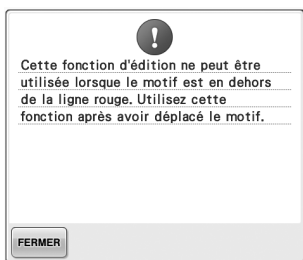 Cette fonction d'édition ne peut être
utilisée lorsque le motif est en dehors
de la ligne rouge. Utilisez cette
fonction après avoir déplacé le motif.
FERMER